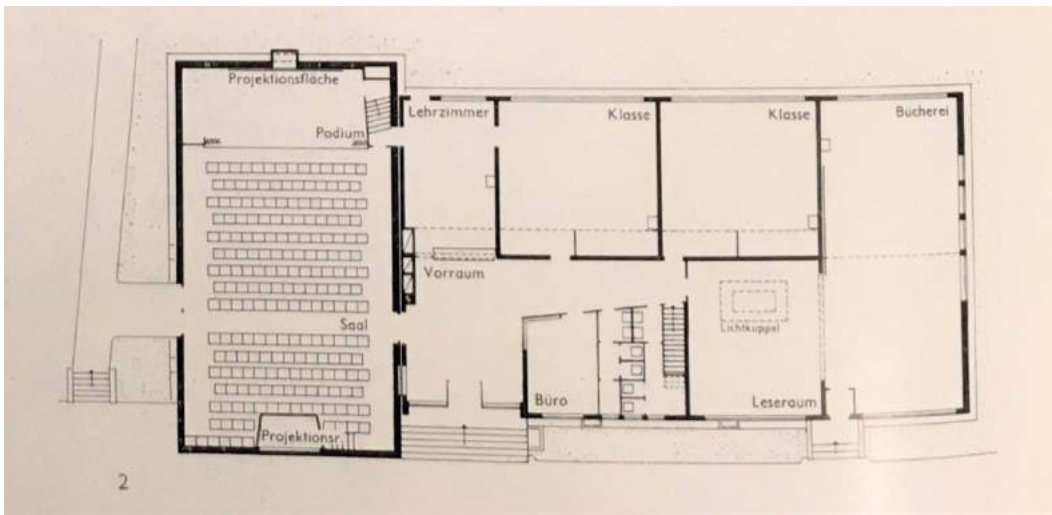 Projektionsfläche
Podium
Lehrzimmer
Klasse
Klasse
Bücherei
Vorraum
Saal
Lichtkuppel
Büro
Leseraum
Projektionsr.
2